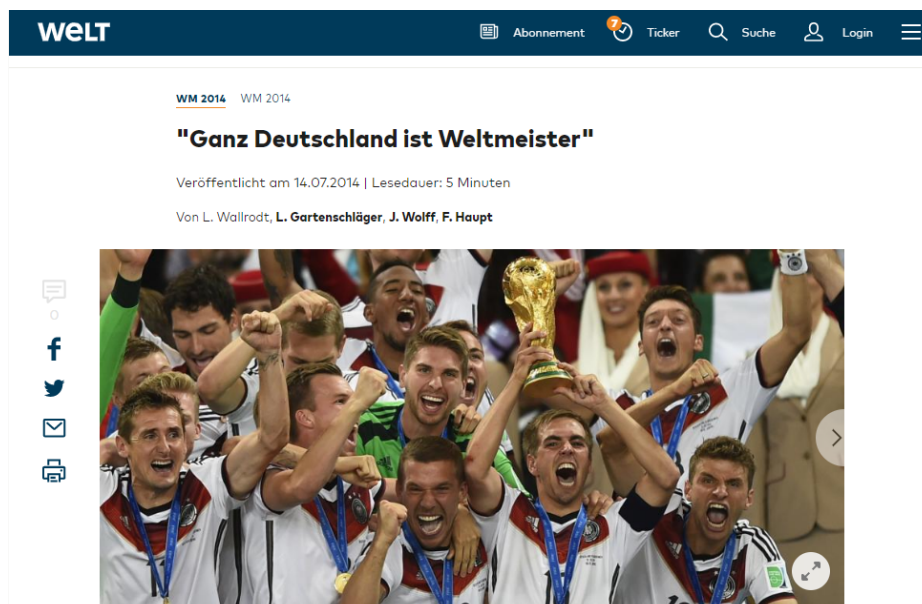 WELT
Abonnement
7
Ticker
Suche
Login
WM 2014 WM 2014
"Ganz Deutschland ist Weltmeister"
Veröffentlicht am 14.07.2014 | Lesedauer: 5 Minuten
Von L. Wallrodt, L. Gartenschläger, J. Wolff, F. Haupt
0